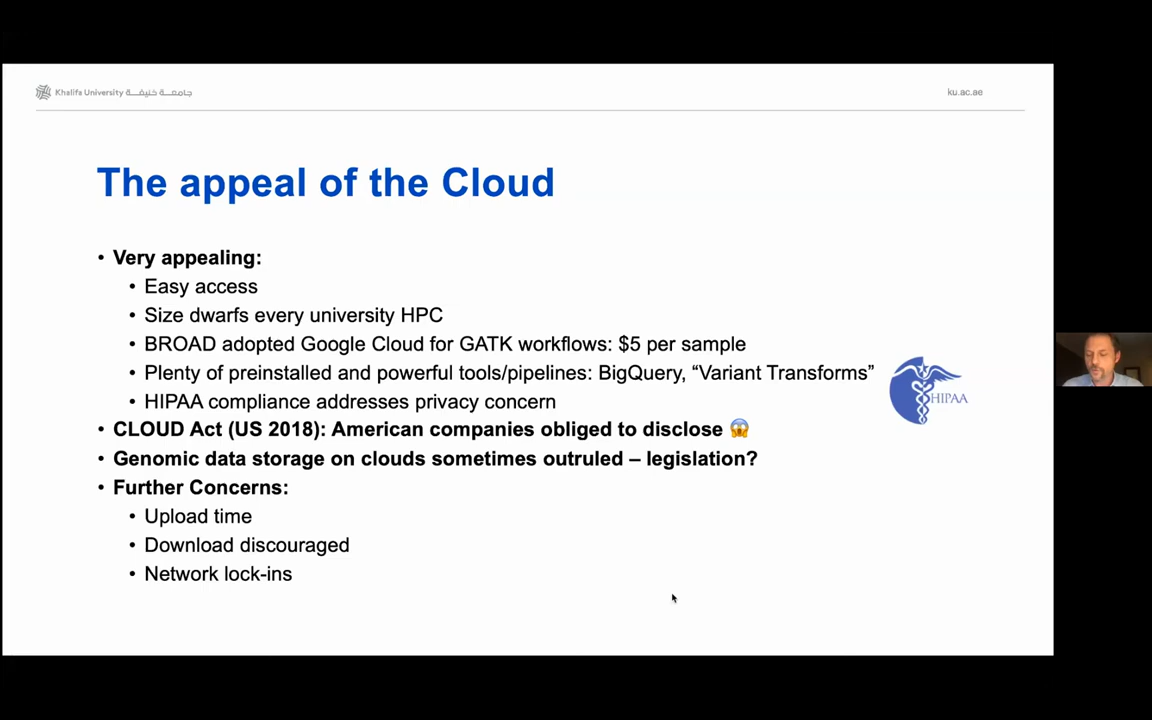 Khalifa University جامعة خليفة
ku.ac.ae
The appeal of the Cloud
• Very appealing:
• Easy access
• Size dwarfs every university HPC
• BROAD adopted Google Cloud for GATK workflows: $5 per sample
• Plenty of preinstalled and powerful tools/pipelines: BigQuery, “Variant Transforms”
• HIPAA compliance addresses privacy concern
HIPAA
• CLOUD Act (US 2018): American companies obliged to disclose 😱
• Genomic data storage on clouds sometimes outruled – legislation?
• Further Concerns:
• Upload time
• Download discouraged
• Network lock-ins